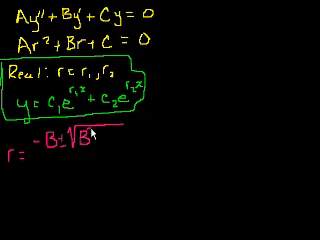 Ay'' + By' + Cy = 0
Ar² + Br + C = 0
Real: r = r₁, r₂
y = c₁e^{r₁x} + c₂e^{r₂x}
r = -B ± √B²